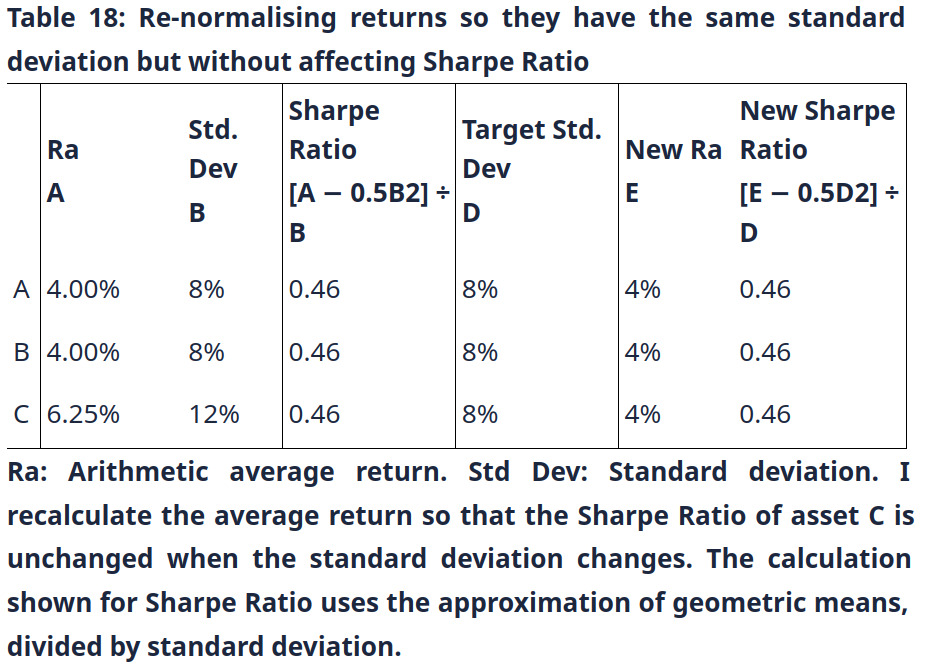 Table 18: Re-normalising returns so they have the same standard
deviation but without affecting Sharpe Ratio
Ra
A
Std.
Dev
B
Sharpe
Ratio
[A − 0.5B2] ÷
B
Target Std.
Dev
D
New Ra
E
New Sharpe
Ratio
[E − 0.5D2] ÷
D
A 4.00% 8% 0.46 8% 4% 0.46
B 4.00% 8% 0.46 8% 4% 0.46
C 6.25% 12% 0.46 8% 4% 0.46
Ra: Arithmetic average return. Std Dev: Standard deviation. I
recalculate the average return so that the Sharpe Ratio of asset C is
unchanged when the standard deviation changes. The calculation
shown for Sharpe Ratio uses the approximation of geometric means,
divided by standard deviation.